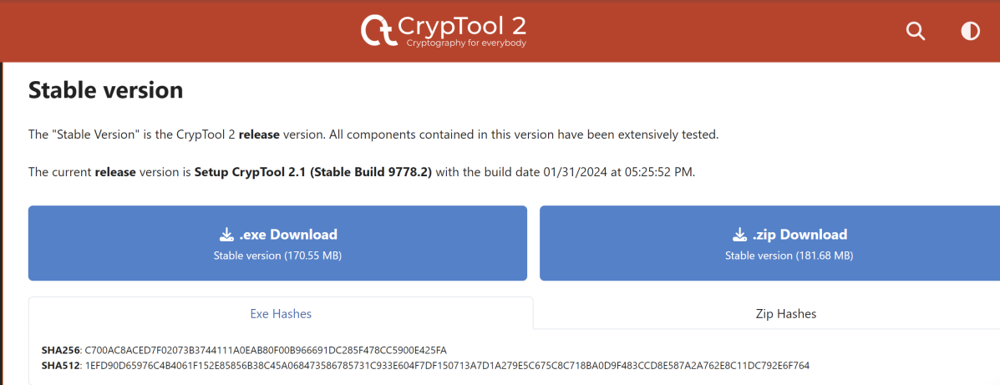 CrypTool 2
Cryptography for everybody
Stable version
The "Stable Version" is the CrypTool 2 release version. All components contained in this version have been extensively tested.
The current release version is Setup CrypTool 2.1 (Stable Build 9778.2) with the build date 01/31/2024 at 05:25:52 PM.
.exe Download
Stable version (170.55 MB)
.zip Download
Stable version (181.68 MB)
Exe Hashes
Zip Hashes
SHA256: C700AC8ACED7F02073B3744111A0EAB80F00B966691DC285F478CC5900E425FA
SHA512: 1EFD90D65976C4B4061F152E85856B38C45A068473586785731C933E604F7DF150713A7D1A279E5C675C8C718BA0D9F483CCD8E587A2A762E8C11DC792E6F764